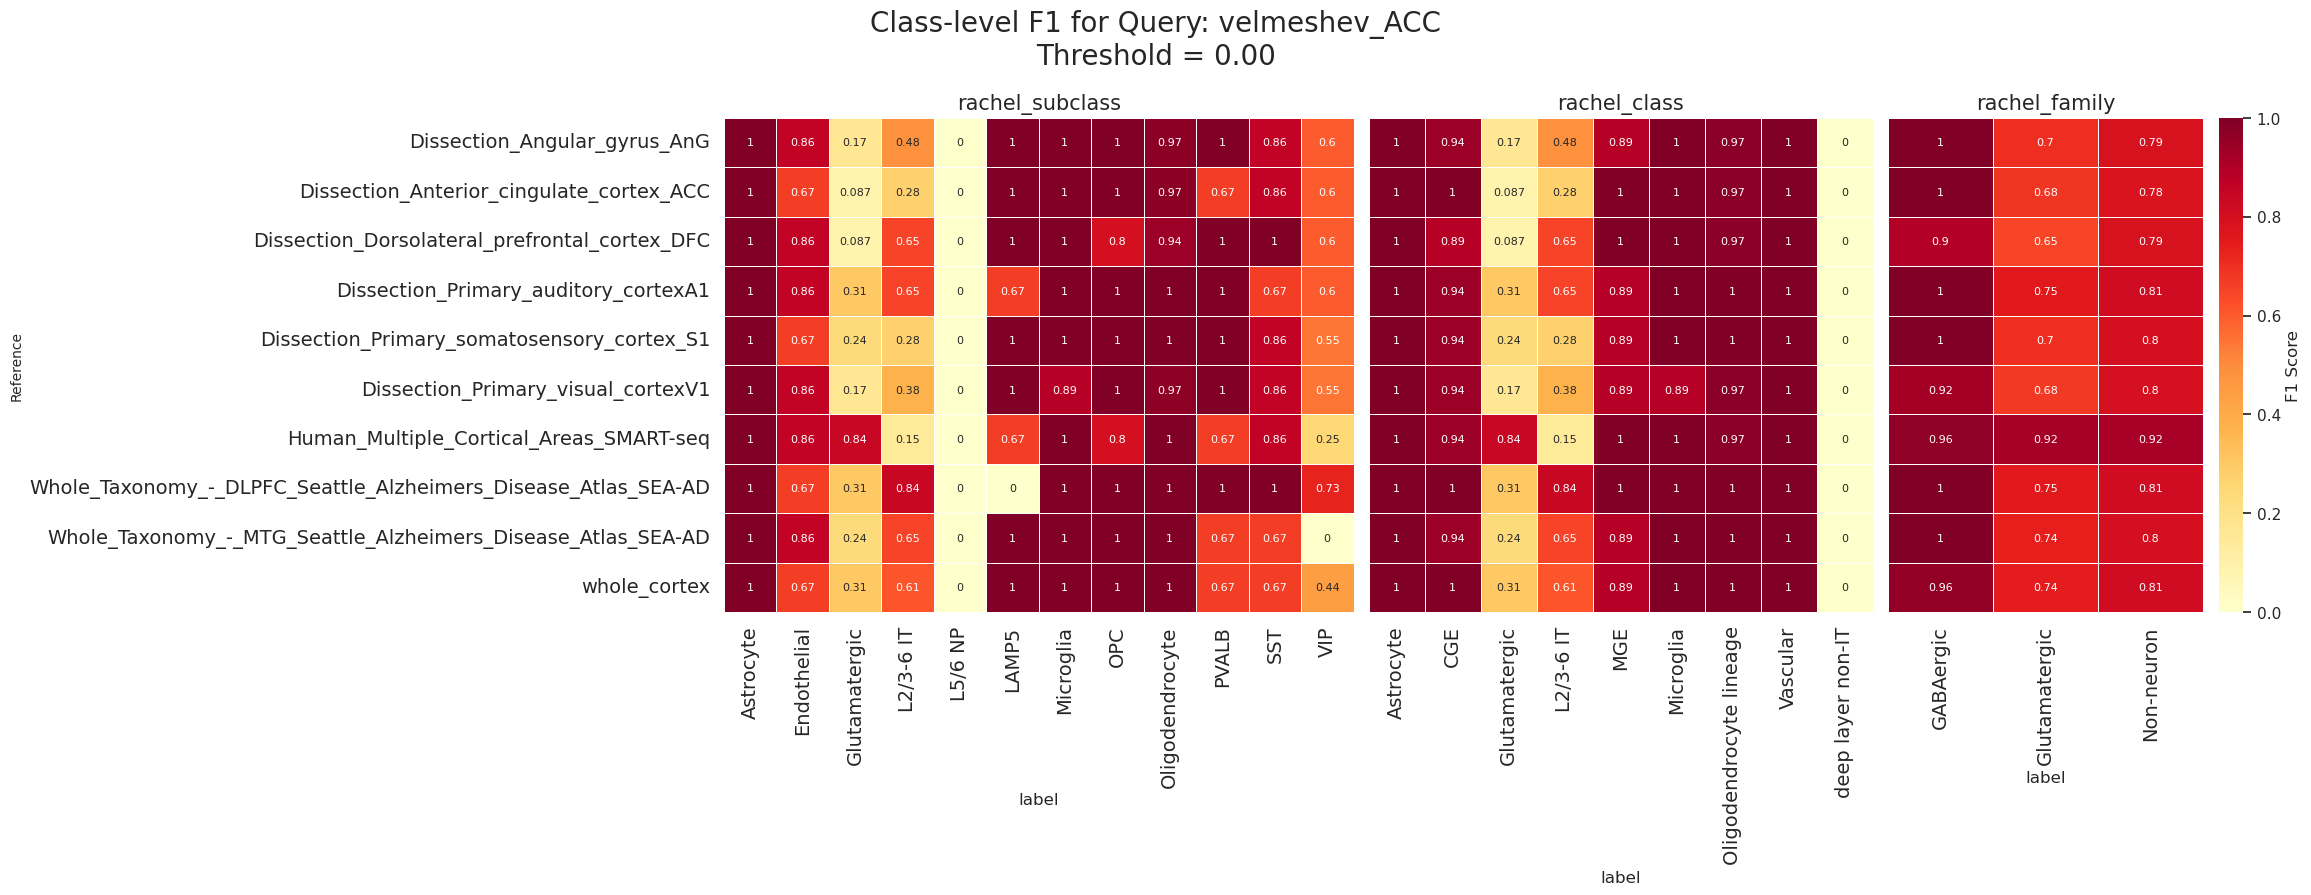 Class-level F1 for Query: velmeshev_ACC
Threshold = 0.00
rachel_subclass rachel_class rachel_family
Reference
Dissection_Angular_gyrus_AnG 1 0.86 0.17 0.48 0 1 1 1 0.97 1 0.86 0.6 1 0.94 0.17 0.48 0.89 1 0.97 1 0 1 0.7 0.79
Dissection_Anterior_cingulate_cortex_ACC 1 0.67 0.087 0.28 0 1 1 1 0.97 0.67 0.86 0.6 1 1 0.087 0.28 1 1 0.97 1 0 1 0.68 0.78
Dissection_Dorsolateral_prefrontal_cortex_DFC 1 0.86 0.087 0.65 0 1 1 0.8 0.94 1 1 0.6 1 0.89 0.087 0.65 1 1 0.97 1 0 0.9 0.65 0.79
Dissection_Primary_auditory_cortexA1 1 0.86 0.31 0.65 0 0.67 1 1 1 1 0.67 0.6 1 0.94 0.31 0.65 0.89 1 1 1 0 1 0.75 0.81
Dissection_Primary_somatosensory_cortex_S1 1 0.67 0.24 0.28 0 1 1 1 1 1 0.86 0.55 1 0.94 0.24 0.28 0.89 1 1 1 0 1 0.7 0.8
Dissection_Primary_visual_cortexV1 1 0.86 0.17 0.38 0 1 0.89 1 0.97 1 0.86 0.55 1 0.94 0.17 0.38 0.89 0.89 0.97 1 0 0.92 0.68 0.8
Human_Multiple_Cortical_Areas_SMART-seq 1 0.86 0.84 0.15 0 0.67 1 0.8 1 0.67 0.86 0.25 1 0.94 0.84 0.15 1 1 0.97 1 0 0.96 0.92 0.92
Whole_Taxonomy_-_DLPFC_Seattle_Alzheimers_Disease_Atlas_SEA-AD 1 0.67 0.31 0.84 0 0 1 1 1 1 1 0.73 1 1 0.31 0.84 1 1 1 1 0 1 0.75 0.81
Whole_Taxonomy_-_MTG_Seattle_Alzheimers_Disease_Atlas_SEA-AD 1 0.86 0.24 0.65 0 1 1 1 1 0.67 0.67 0 1 0.94 0.24 0.65 0.89 1 1 1 0 1 0.74 0.8
whole_cortex 1 0.67 0.31 0.61 0 1 1 1 1 0.67 0.67 0.44 1 1 0.31 0.61 0.89 1 1 1 0 0.96 0.74 0.81
Astrocyte
Endothelial
Glutamatergic
L2/3-6 IT
L5/6 NP
LAMP5
Microglia
OPC
Oligodendrocyte
PVALB
SST
VIP
label
Astrocyte
CGE
Glutamatergic
L2/3-6 IT
MGE
Microglia
Oligodendrocyte lineage
Vascular
deep layer non-IT
label
GABAergic
Glutamatergic
Non-neuron
label
1.0
0.8
0.6
0.4
0.2
0.0
F1 Score